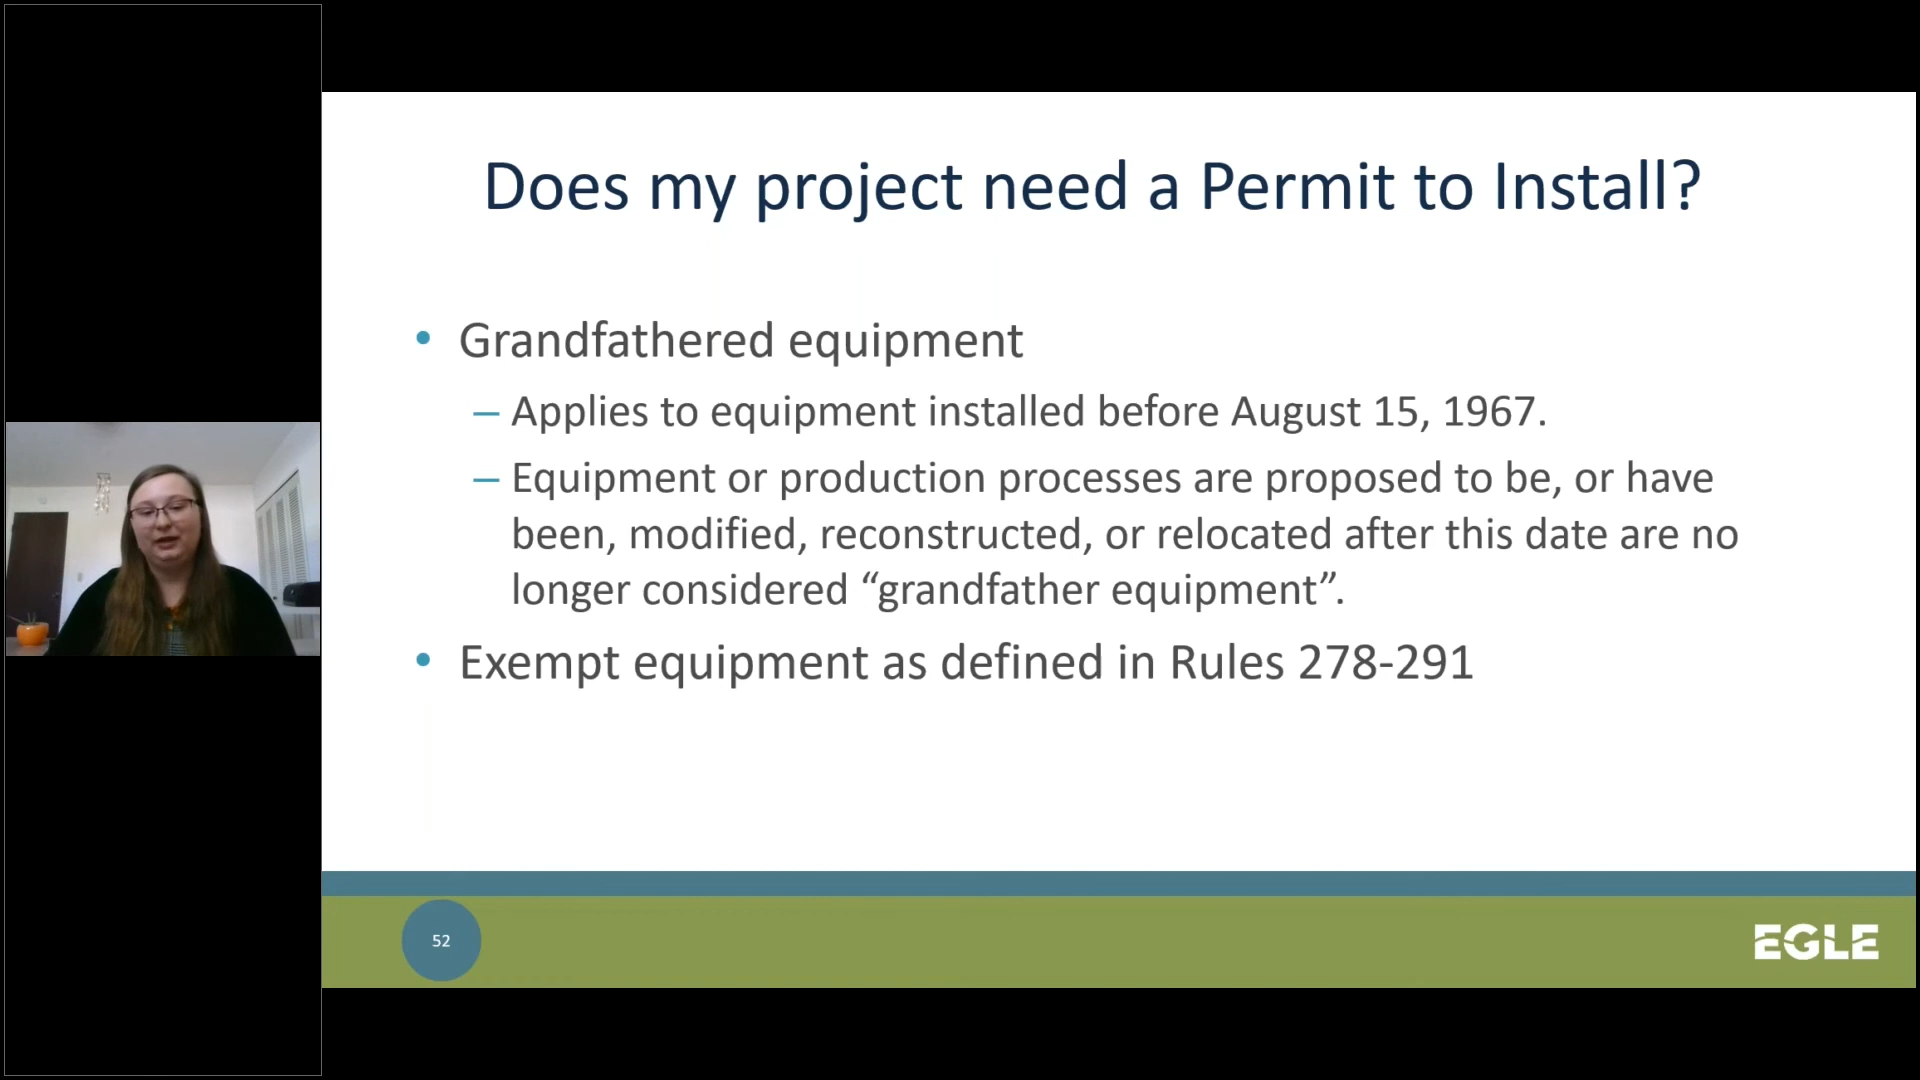 Does my project need a Permit to Install?
• Grandfathered equipment
– Applies to equipment installed before August 15, 1967.
– Equipment or production processes are proposed to be, or have
been, modified, reconstructed, or relocated after this date are no
longer considered “grandfather equipment”.
• Exempt equipment as defined in Rules 278-291
52
EGLE